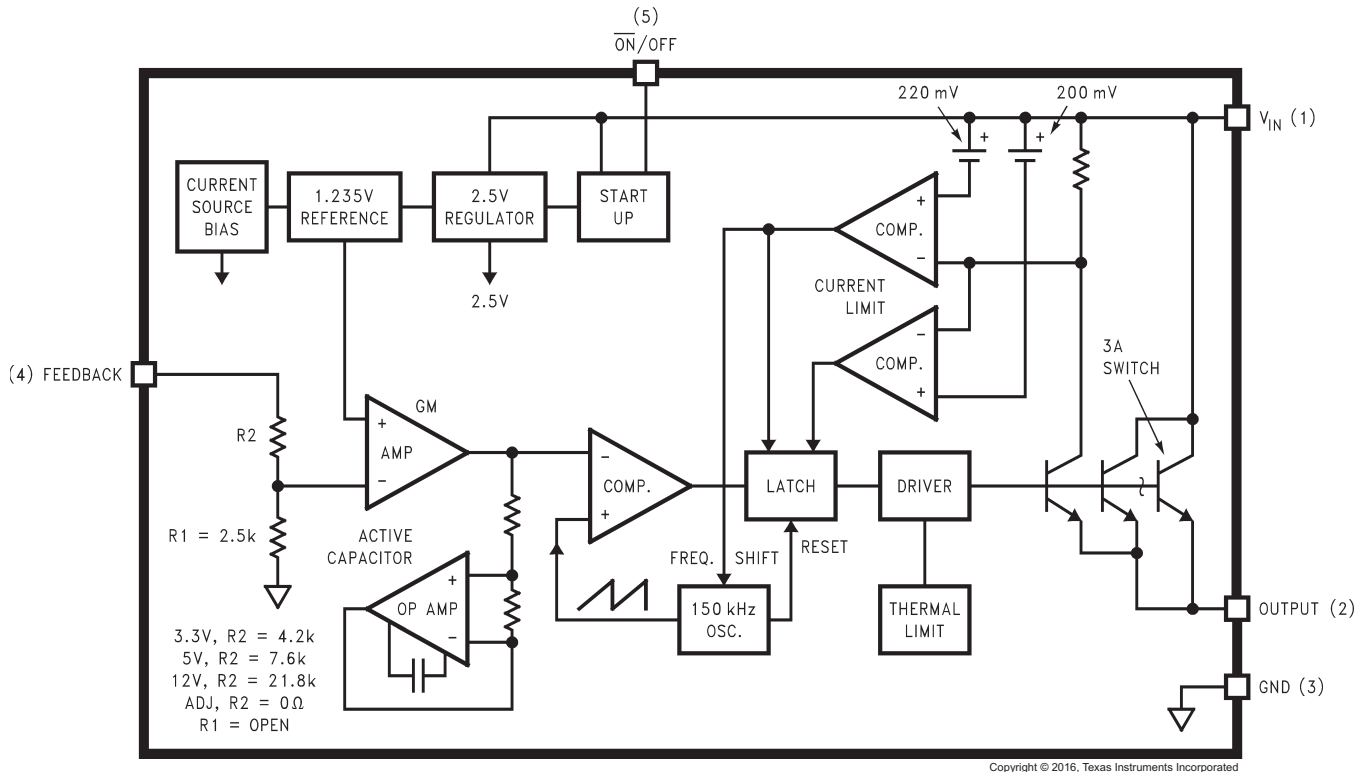 (5)
ON/OFF
220 mV
200 mV
V_IN (1)
CURRENT
SOURCE
BIAS
1.235V
REFERENCE
2.5V
REGULATOR
START
UP
+
+
+
COMP.
−
CURRENT
LIMIT
2.5V
−
COMP.
+
3A
SWITCH
(4) FEEDBACK
R2
GM
+
AMP
−
−
COMP.
+
LATCH
DRIVER
R1 = 2.5k
ACTIVE
CAPACITOR
FREQ. SHIFT
RESET
+
OP AMP
−
150 kHz
OSC.
THERMAL
LIMIT
OUTPUT (2)
3.3V, R2 = 4.2k
5V, R2 = 7.6k
12V, R2 = 21.8k
ADJ, R2 = 0Ω
R1 = OPEN
GND (3)
Copyright © 2016, Texas Instruments Incorporated